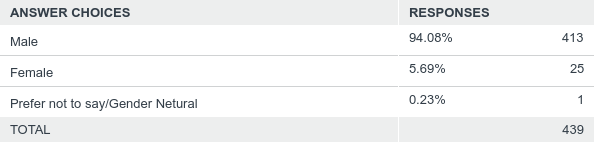 ANSWER CHOICES RESPONSES
Male 94.08% 413
Female 5.69% 25
Prefer not to say/Gender Netural 0.23% 1
TOTAL 439